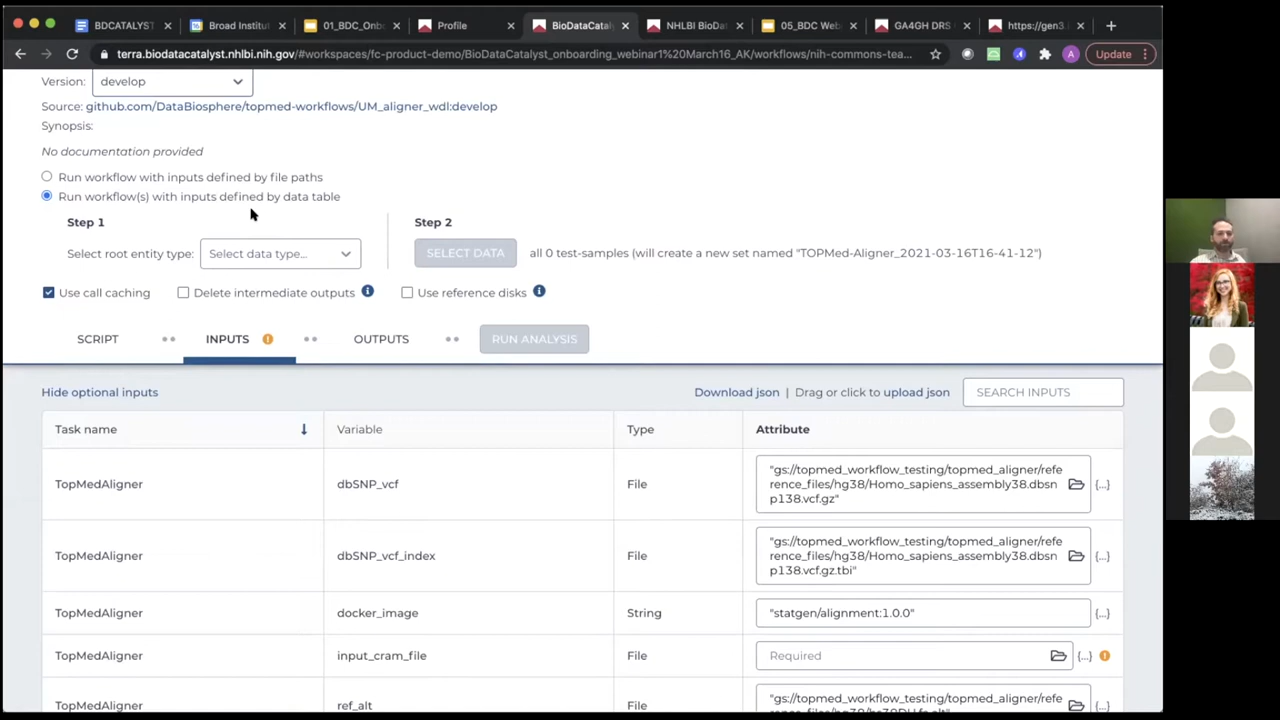 BDCATALYST
Broad Institu
01_BDC_Onb
Profile
BioDataCatal
NHLBI BioDa
05_BDC Web
GA4GH DRS
https://gen3.
terra.biodatacatalyst.nhlbi.nih.gov/#workspaces/fc-product-demo/BioDataCatalyst_onboarding_webinar1%20March16_AK/workflows/nih-commons-tea...
A
Update
Version:
develop
Source: github.com/DataBiosphere/topmed-workflows/UM_aligner_wdl:develop
Synopsis:
No documentation provided
Run workflow with inputs defined by file paths
Run workflow(s) with inputs defined by data table
Step 1
Step 2
Select root entity type:
Select data type...
SELECT DATA
all 0 test-samples (will create a new set named "TOPMed-Aligner_2021-03-16T16-41-12")
Use call caching
Delete intermediate outputs
Use reference disks
SCRIPT
INPUTS
OUTPUTS
RUN ANALYSIS
Hide optional inputs
Download json | Drag or click to upload json
SEARCH INPUTS
Task name
Variable
Type
Attribute
TopMedAligner
dbSNP_vcf
File
"gs://topmed_workflow_testing/topmed_aligner/refe
rence_files/hg38/Homo_sapiens_assembly38.dbsn
p138.vcf.gz"
{...}
TopMedAligner
dbSNP_vcf_index
File
"gs://topmed_workflow_testing/topmed_aligner/refe
rence_files/hg38/Homo_sapiens_assembly38.dbsn
p138.vcf.gz.tbi"
{...}
TopMedAligner
docker_image
String
"statgen/alignment:1.0.0"
{...}
TopMedAligner
input_cram_file
File
Required
{...}
TopMedAligner
ref_alt
File
"gs://topmed_workflow_testing/topmed_aligner/refe